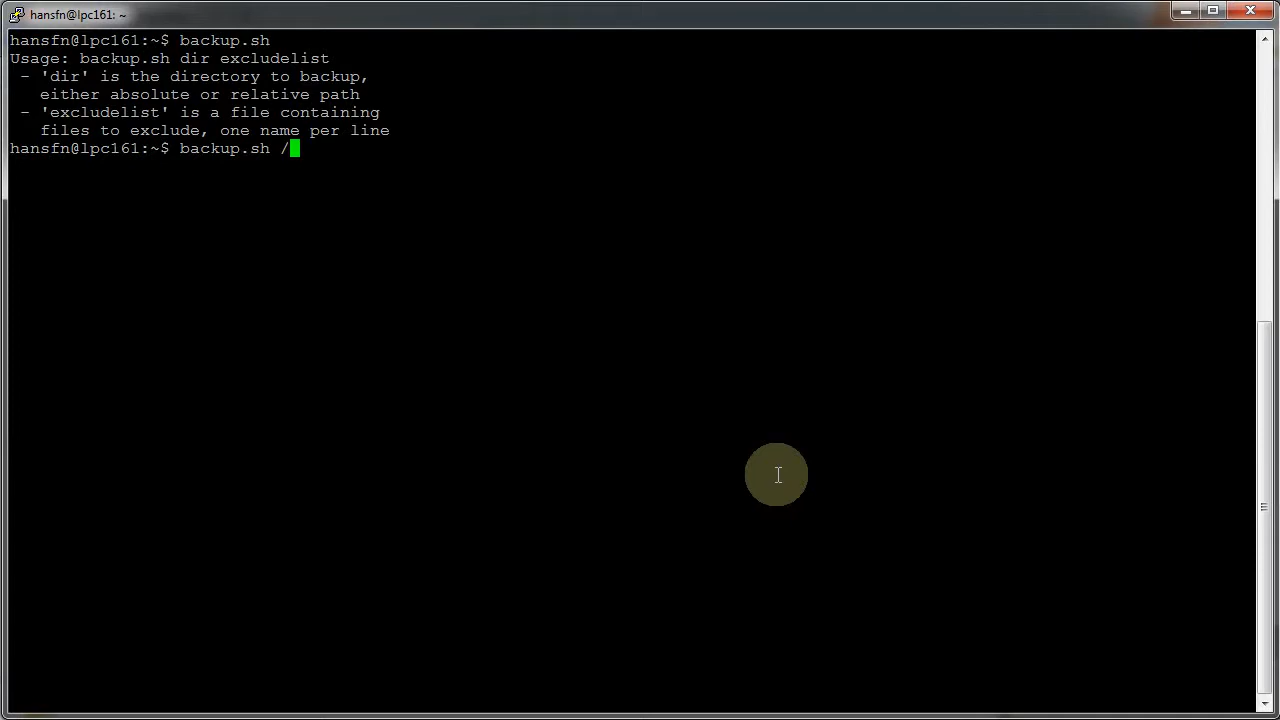 hansfn@lpc161: ~
hansfn@lpc161:~$ backup.sh
Usage: backup.sh dir excludelist
 - 'dir' is the directory to backup,
   either absolute or relative path
 - 'excludelist' is a file containing
   files to exclude, one name per line
hansfn@lpc161:~$ backup.sh /